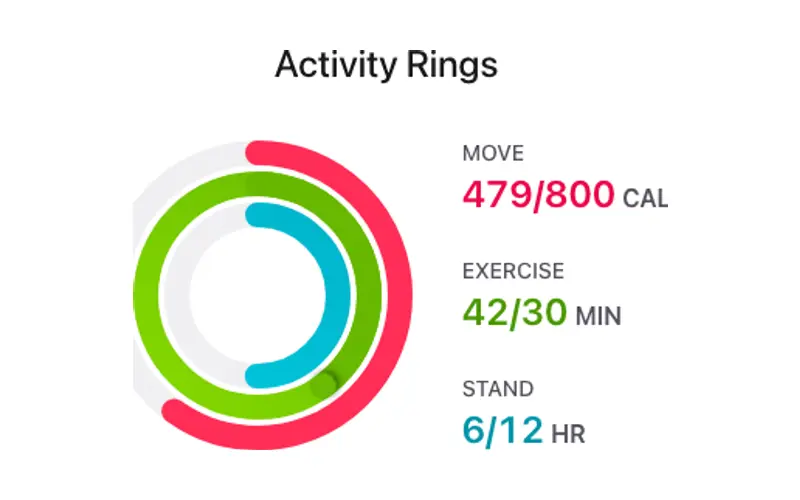 Activity Rings
MOVE
479/800 CAL
EXERCISE
42/30 MIN
STAND
6/12 HR